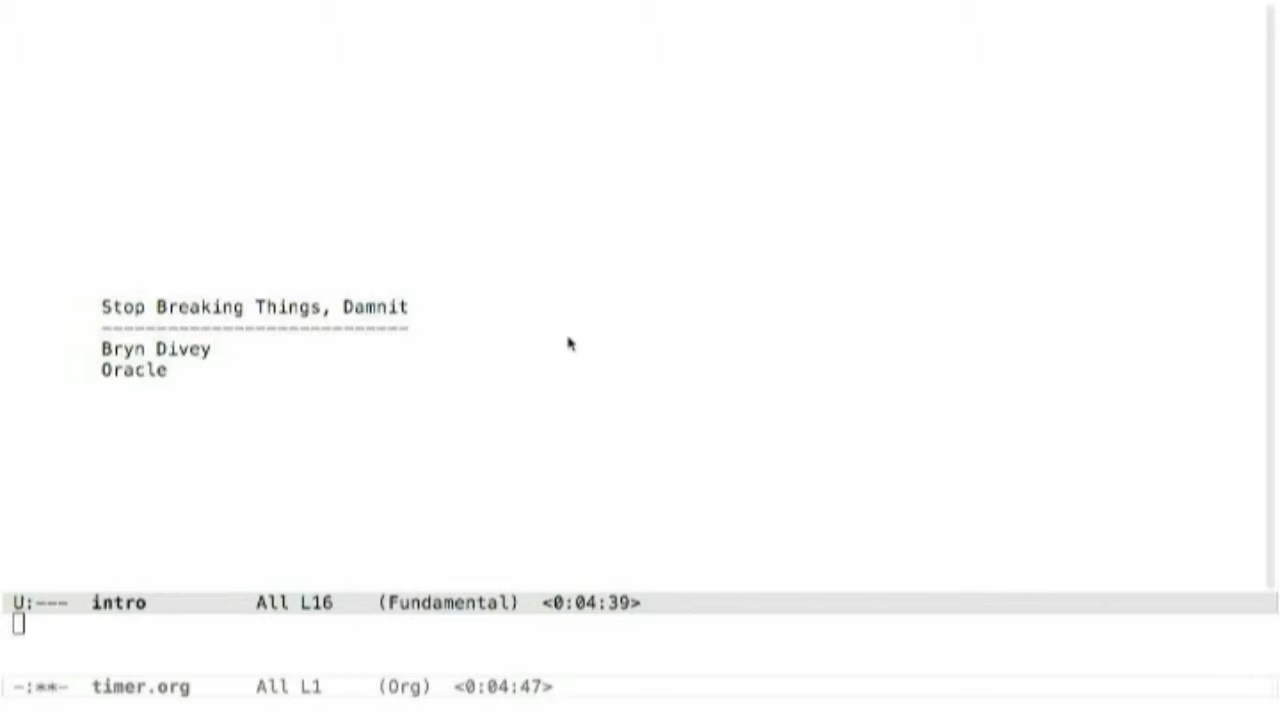 Stop Breaking Things, Damnit
----------------------------
Bryn Divey
Oracle
U:--- intro All L16 (Fundamental) <0:04:39>
-:**- timer.org All L1 (Org) <0:04:47>